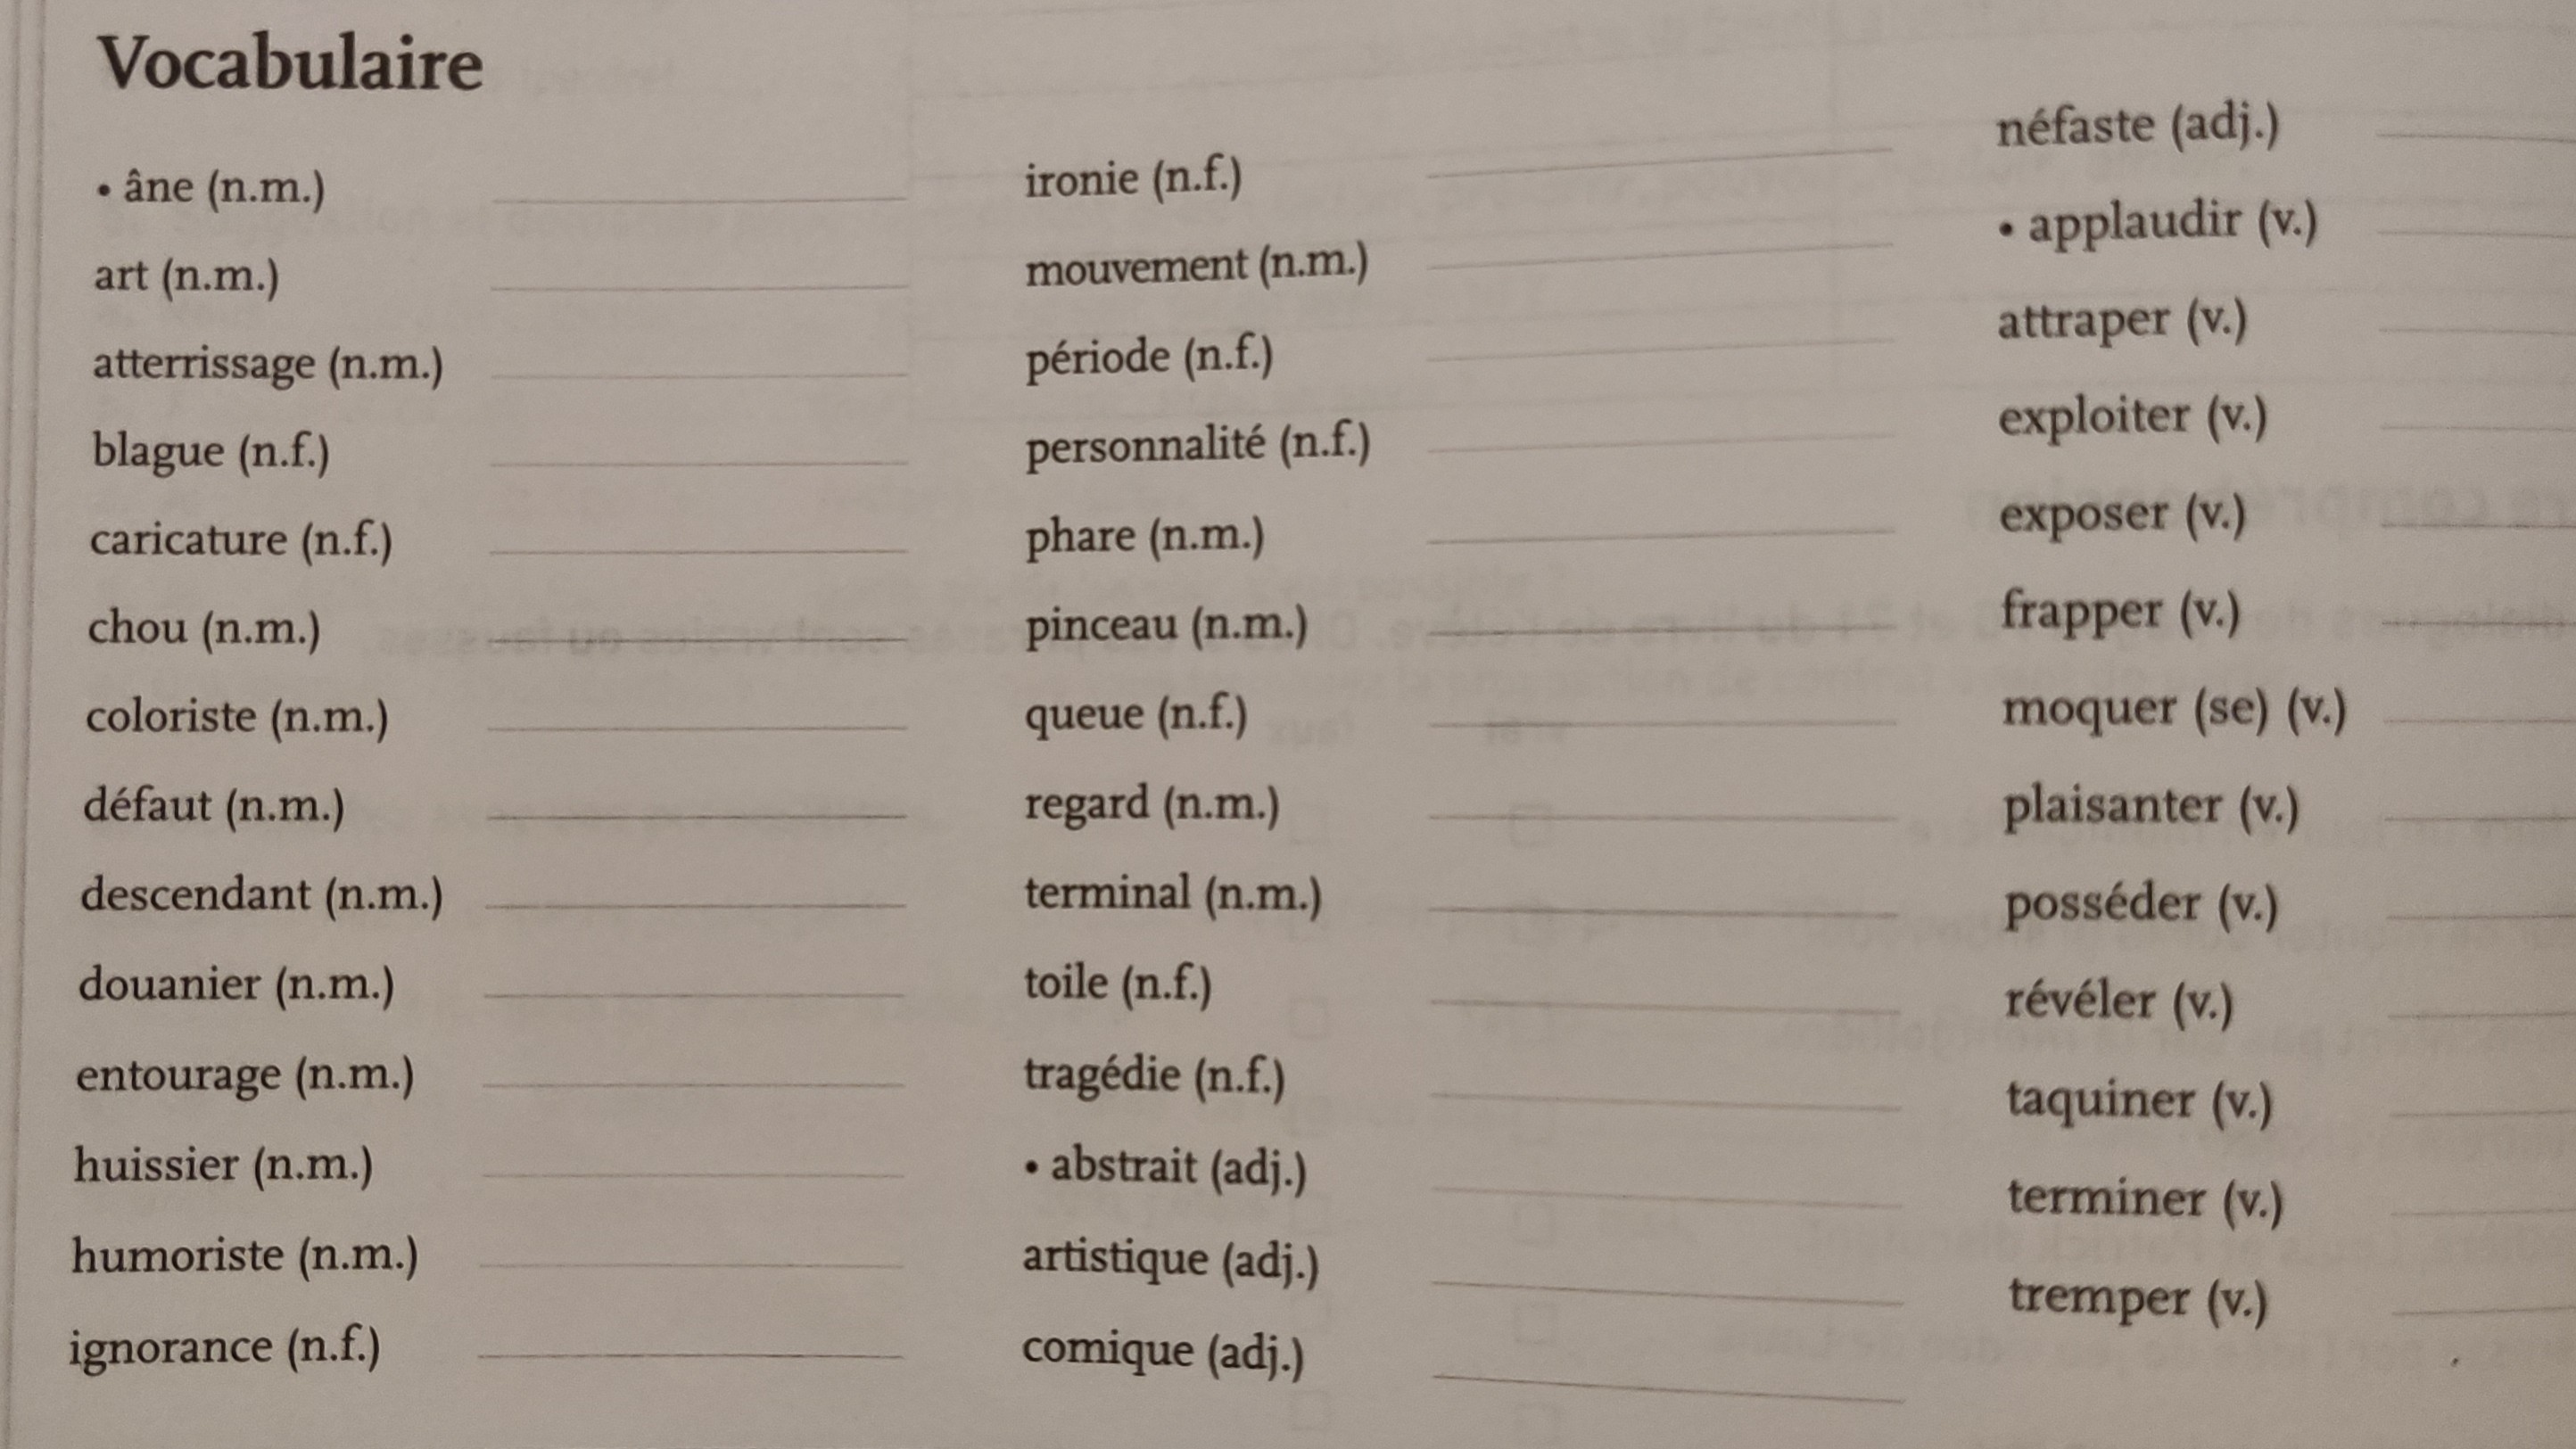 Vocabulaire
• âne (n.m.)
art (n.m.)
atterrissage (n.m.)
blague (n.f.)
caricature (n.f.)
chou (n.m.)
coloriste (n.m.)
défaut (n.m.)
descendant (n.m.)
douanier (n.m.)
entourage (n.m.)
huissier (n.m.)
humoriste (n.m.)
ignorance (n.f.)
ironie (n.f.)
mouvement (n.m.)
période (n.f.)
personnalité (n.f.)
phare (n.m.)
pinceau (n.m.)
queue (n.f.)
regard (n.m.)
terminal (n.m.)
toile (n.f.)
tragédie (n.f.)
• abstrait (adj.)
artistique (adj.)
comique (adj.)
néfaste (adj.)
• applaudir (v.)
attraper (v.)
exploiter (v.)
exposer (v.)
frapper (v.)
moquer (se) (v.)
plaisanter (v.)
posséder (v.)
révéler (v.)
taquiner (v.)
terminer (v.)
tremper (v.)